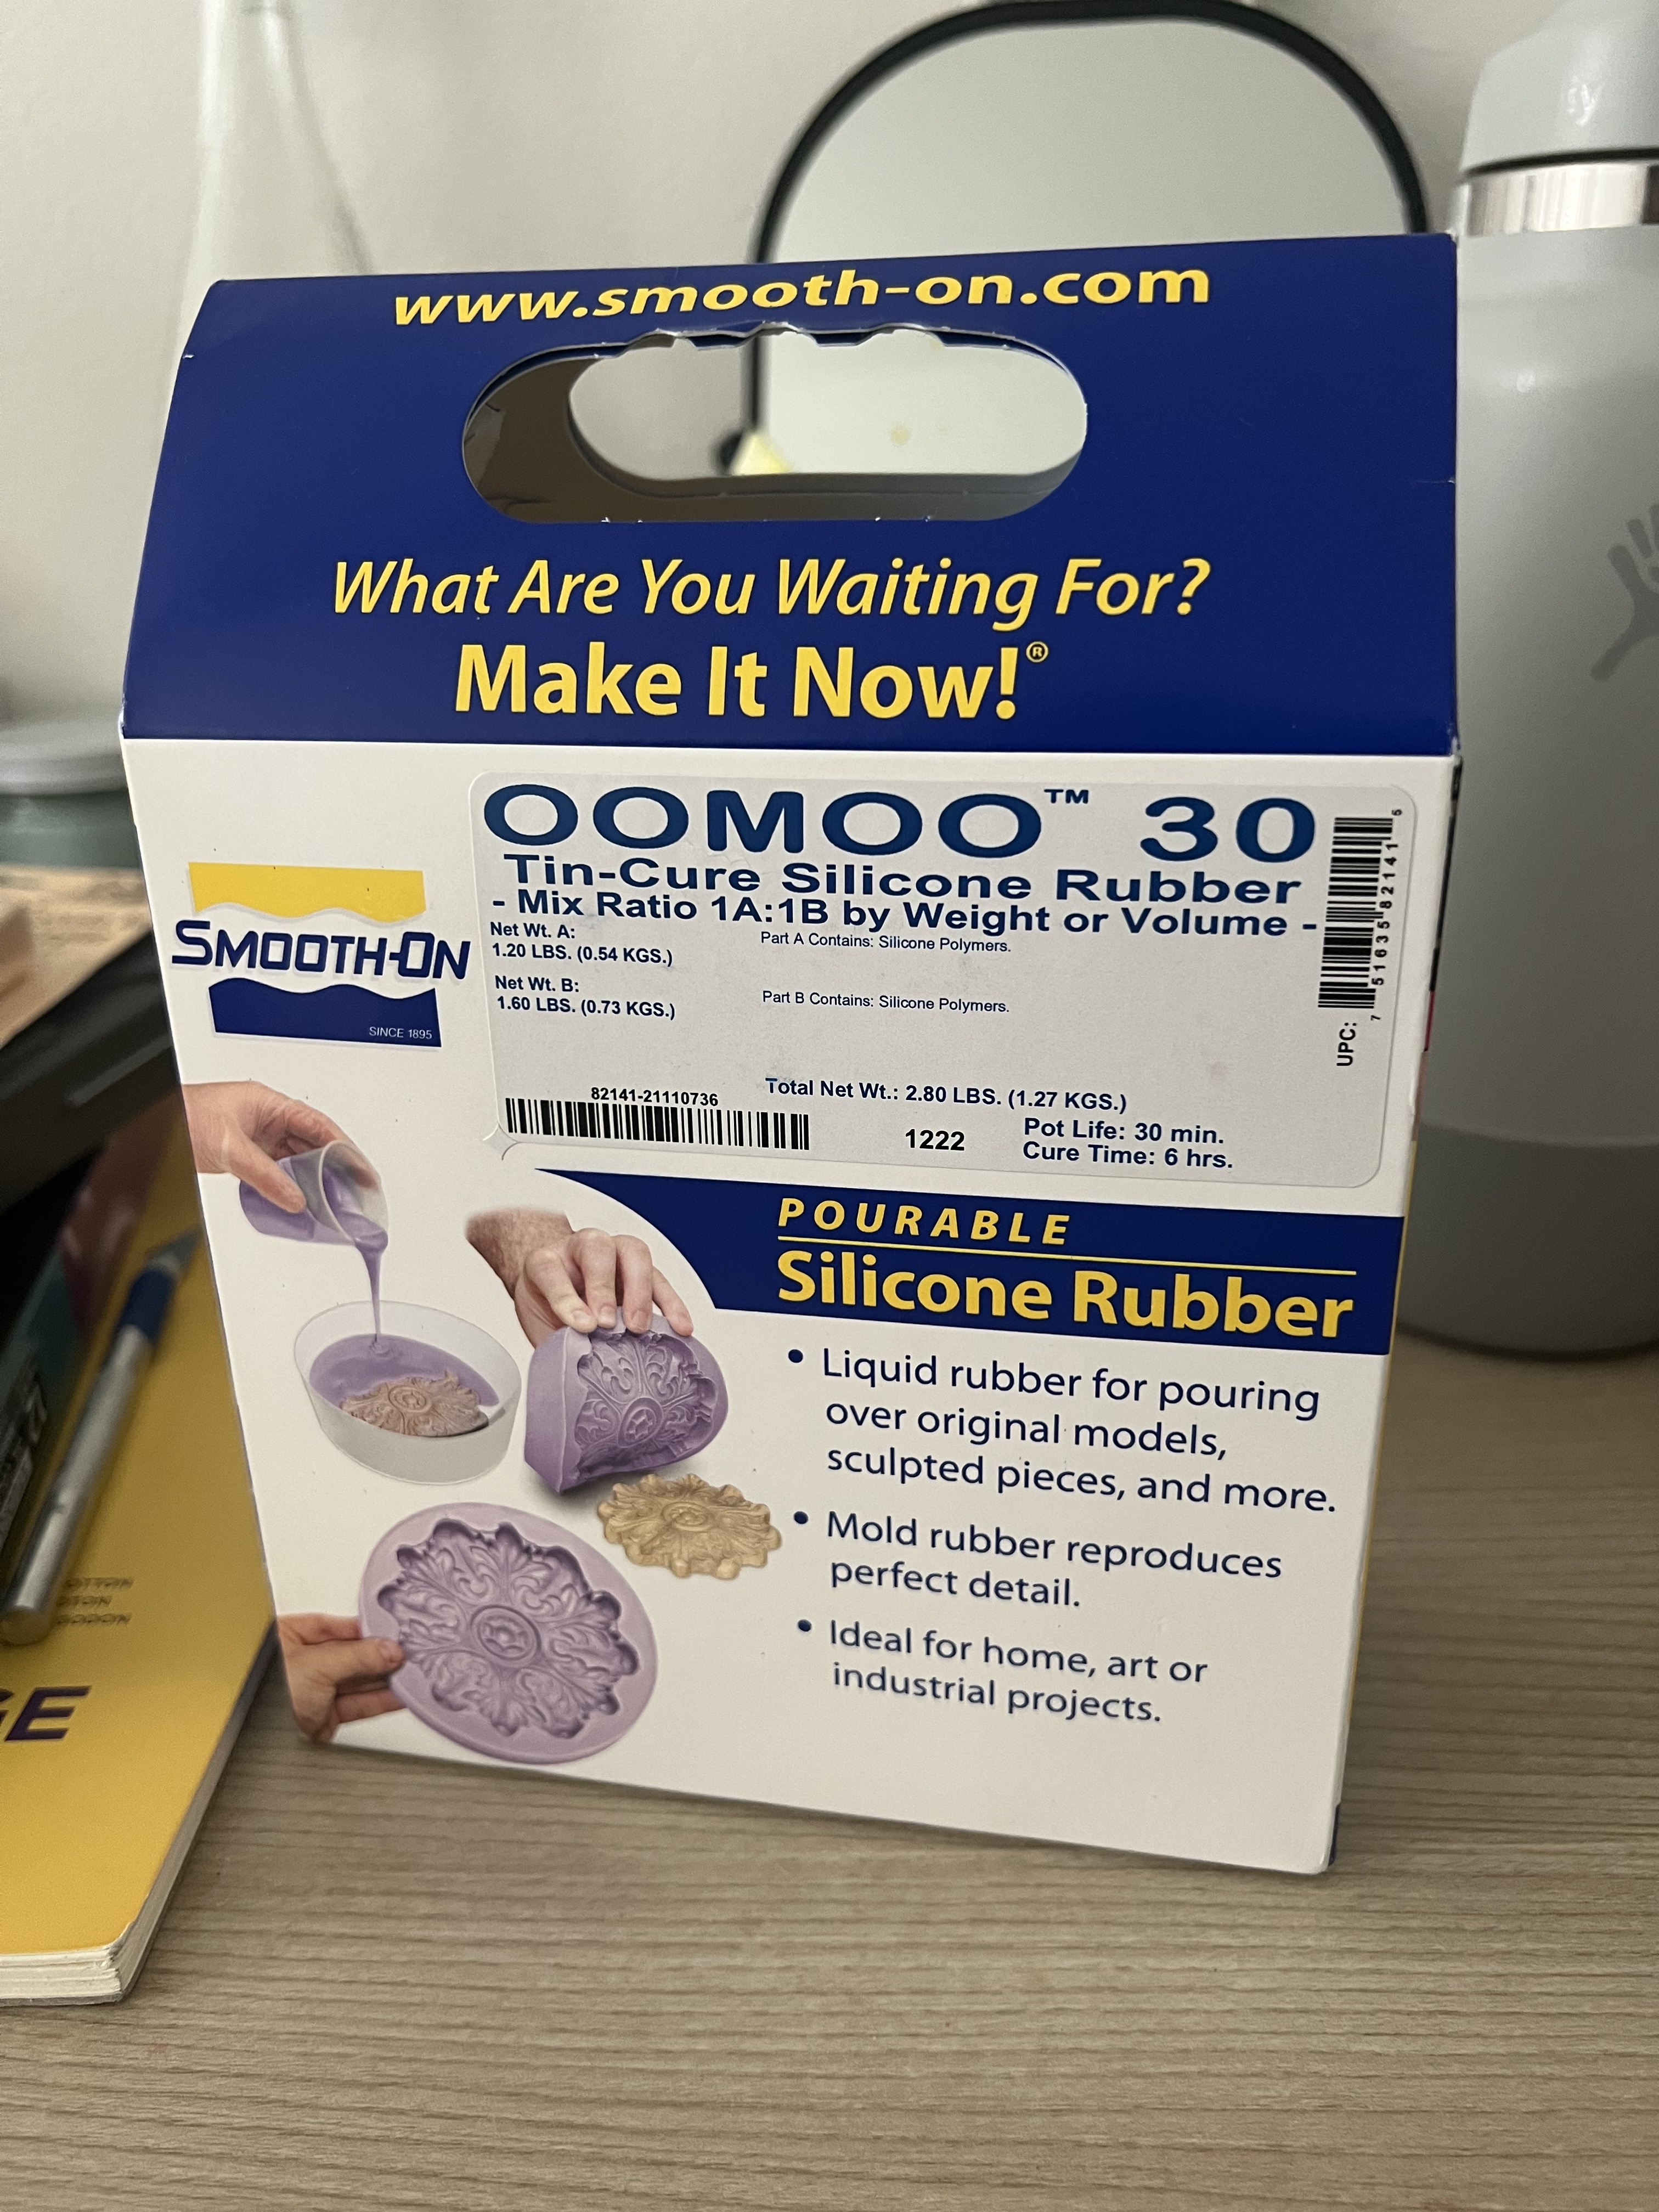 www.smooth-on.com
What Are You Waiting For?
Make It Now!®
OOMOO™ 30
Tin-Cure Silicone Rubber
- Mix Ratio 1A:1B by Weight or Volume -
Net Wt. A:
1.20 LBS. (0.54 KGS.)
Part A Contains: Silicone Polymers.
Net Wt. B:
1.60 LBS. (0.73 KGS.)
Part B Contains: Silicone Polymers.
82141-21110736
Total Net Wt.: 2.80 LBS. (1.27 KGS.)
1222
Pot Life: 30 min.
Cure Time: 6 hrs.
UPC:
7 51635 82141 6
SMOOTH-ON
SINCE 1895
POURABLE
Silicone Rubber
• Liquid rubber for pouring
over original models,
sculpted pieces, and more.
• Mold rubber reproduces
perfect detail.
• Ideal for home, art or
industrial projects.